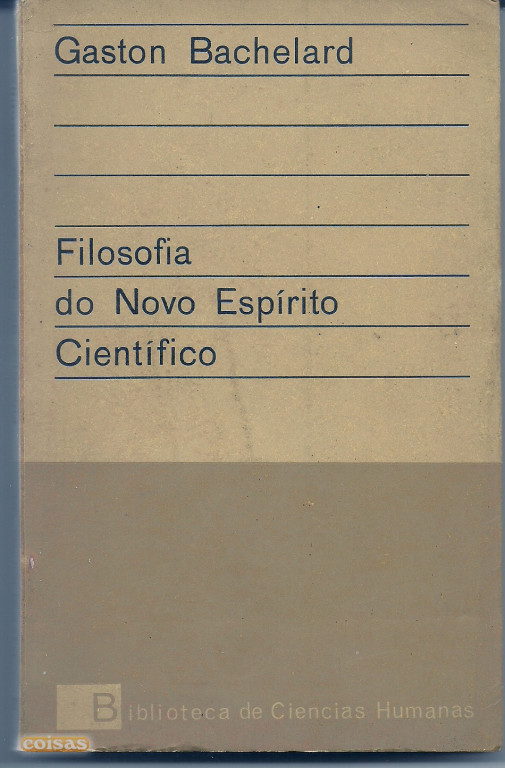 Gaston Bachelard
Filosofia
do Novo Espírito
Científico
Biblioteca de Ciencias Humanas
coisas